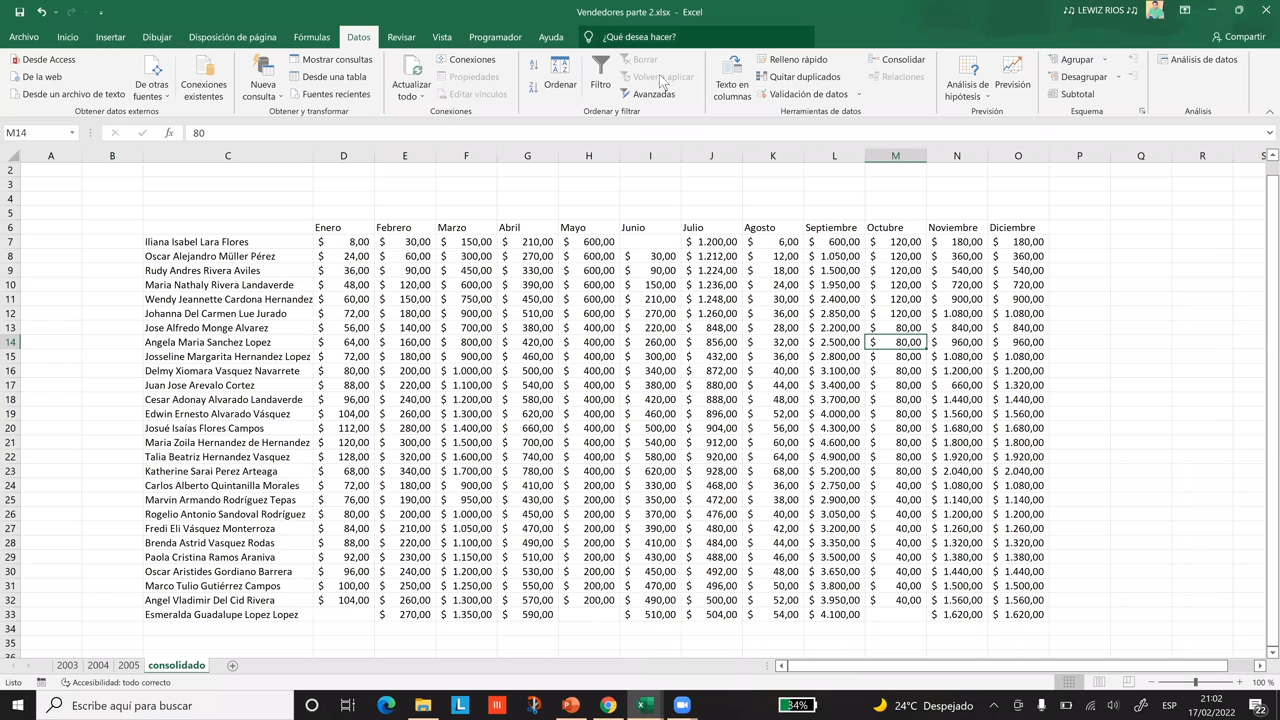 Vendedores parte 2.xlsx - Excel
♫ LEWIZ RIOS ♫
Archivo Inicio Insertar Dibujar Disposición de página Fórmulas Datos Revisar Vista Programador Ayuda ¿Qué desea hacer? Compartir
Desde Access
De la web
Desde un archivo de texto
De otras fuentes
Conexiones existentes
Obtener datos externos
Nueva consulta
Mostrar consultas
Desde una tabla
Fuentes recientes
Obtener y transformar
Actualizar todo
Conexiones
Propiedades
Editar vínculos
Conexiones
Ordenar
Filtro
Borrar
Volver a aplicar
Avanzadas
Ordenar y filtrar
Texto en columnas
Relleno rápido
Quitar duplicados
Validación de datos
Consolidar
Relaciones
Herramientas de datos
Análisis de hipótesis
Previsión
Previsión
Agrupar
Desagrupar
Subtotal
Esquema
Análisis de datos
Análisis
M14 fx 80
A B C D E F G H I J K L M N O P Q R S
2
3
4
5
6 Enero Febrero Marzo Abril Mayo Junio Julio Agosto Septiembre Octubre Noviembre Diciembre
7 Iliana Isabel Lara Flores $ 8,00 $ 30,00 $ 150,00 $ 210,00 $ 600,00 $ 1.200,00 $ 6,00 $ 600,00 $ 120,00 $ 180,00 $ 180,00
8 Oscar Alejandro Müller Pérez $ 24,00 $ 60,00 $ 300,00 $ 270,00 $ 600,00 $ 30,00 $ 1.212,00 $ 12,00 $ 1.050,00 $ 120,00 $ 360,00 $ 360,00
9 Rudy Andres Rivera Aviles $ 36,00 $ 90,00 $ 450,00 $ 330,00 $ 600,00 $ 90,00 $ 1.224,00 $ 18,00 $ 1.500,00 $ 120,00 $ 540,00 $ 540,00
10 Maria Nathaly Rivera Landaverde $ 48,00 $ 120,00 $ 600,00 $ 390,00 $ 600,00 $ 150,00 $ 1.236,00 $ 24,00 $ 1.950,00 $ 120,00 $ 720,00 $ 720,00
11 Wendy Jeannette Cardona Hernandez $ 60,00 $ 150,00 $ 750,00 $ 450,00 $ 600,00 $ 210,00 $ 1.248,00 $ 30,00 $ 2.400,00 $ 120,00 $ 900,00 $ 900,00
12 Johanna Del Carmen Lue Jurado $ 72,00 $ 180,00 $ 900,00 $ 510,00 $ 600,00 $ 270,00 $ 1.260,00 $ 36,00 $ 2.850,00 $ 120,00 $ 1.080,00 $ 1.080,00
13 Jose Alfredo Monge Alvarez $ 56,00 $ 140,00 $ 700,00 $ 380,00 $ 400,00 $ 220,00 $ 848,00 $ 28,00 $ 2.200,00 $ 80,00 $ 840,00 $ 840,00
14 Angela Maria Sanchez Lopez $ 64,00 $ 160,00 $ 800,00 $ 420,00 $ 400,00 $ 260,00 $ 856,00 $ 32,00 $ 2.500,00 $ 80,00 $ 960,00 $ 960,00
15 Josseline Margarita Hernandez Lopez $ 72,00 $ 180,00 $ 900,00 $ 460,00 $ 400,00 $ 300,00 $ 432,00 $ 36,00 $ 2.800,00 $ 80,00 $ 1.080,00 $ 1.080,00
16 Delmy Xiomara Vasquez Navarrete $ 80,00 $ 200,00 $ 1.000,00 $ 500,00 $ 400,00 $ 340,00 $ 872,00 $ 40,00 $ 3.100,00 $ 80,00 $ 1.200,00 $ 1.200,00
17 Juan Jose Arevalo Cortez $ 88,00 $ 220,00 $ 1.100,00 $ 540,00 $ 400,00 $ 380,00 $ 880,00 $ 44,00 $ 3.400,00 $ 80,00 $ 660,00 $ 1.320,00
18 Cesar Adonay Alvarado Landaverde $ 96,00 $ 240,00 $ 1.200,00 $ 580,00 $ 400,00 $ 420,00 $ 888,00 $ 48,00 $ 3.700,00 $ 80,00 $ 1.440,00 $ 1.440,00
19 Edwin Ernesto Alvarado Vásquez $ 104,00 $ 260,00 $ 1.300,00 $ 620,00 $ 400,00 $ 460,00 $ 896,00 $ 52,00 $ 4.000,00 $ 80,00 $ 1.560,00 $ 1.560,00
20 Josué Isaías Flores Campos $ 112,00 $ 280,00 $ 1.400,00 $ 660,00 $ 400,00 $ 500,00 $ 904,00 $ 56,00 $ 4.300,00 $ 80,00 $ 1.680,00 $ 1.680,00
21 Maria Zoila Hernandez de Hernandez $ 120,00 $ 300,00 $ 1.500,00 $ 700,00 $ 400,00 $ 540,00 $ 912,00 $ 60,00 $ 4.600,00 $ 80,00 $ 1.800,00 $ 1.800,00
22 Talia Beatriz Hernandez Vasquez $ 128,00 $ 320,00 $ 1.600,00 $ 740,00 $ 400,00 $ 580,00 $ 920,00 $ 64,00 $ 4.900,00 $ 80,00 $ 1.920,00 $ 1.920,00
23 Katherine Sarai Perez Arteaga $ 68,00 $ 340,00 $ 1.700,00 $ 780,00 $ 400,00 $ 620,00 $ 928,00 $ 68,00 $ 5.200,00 $ 80,00 $ 2.040,00 $ 2.040,00
24 Carlos Alberto Quintanilla Morales $ 72,00 $ 180,00 $ 900,00 $ 410,00 $ 200,00 $ 330,00 $ 468,00 $ 36,00 $ 2.750,00 $ 40,00 $ 1.080,00 $ 1.080,00
25 Marvin Armando Rodríguez Tepas $ 76,00 $ 190,00 $ 950,00 $ 430,00 $ 200,00 $ 350,00 $ 472,00 $ 38,00 $ 2.900,00 $ 40,00 $ 1.140,00 $ 1.140,00
26 Rogelio Antonio Sandoval Rodríguez $ 80,00 $ 200,00 $ 1.000,00 $ 450,00 $ 200,00 $ 370,00 $ 476,00 $ 40,00 $ 3.050,00 $ 40,00 $ 1.200,00 $ 1.200,00
27 Fredi Eli Vásquez Monterroza $ 84,00 $ 210,00 $ 1.050,00 $ 470,00 $ 200,00 $ 390,00 $ 480,00 $ 42,00 $ 3.200,00 $ 40,00 $ 1.260,00 $ 1.260,00
28 Brenda Astrid Vasquez Rodas $ 88,00 $ 220,00 $ 1.100,00 $ 490,00 $ 200,00 $ 410,00 $ 484,00 $ 44,00 $ 3.350,00 $ 40,00 $ 1.320,00 $ 1.320,00
29 Paola Cristina Ramos Araniva $ 92,00 $ 230,00 $ 1.150,00 $ 510,00 $ 200,00 $ 430,00 $ 488,00 $ 46,00 $ 3.500,00 $ 40,00 $ 1.380,00 $ 1.380,00
30 Oscar Aristides Gordiano Barrera $ 96,00 $ 240,00 $ 1.200,00 $ 530,00 $ 200,00 $ 450,00 $ 492,00 $ 48,00 $ 3.650,00 $ 40,00 $ 1.440,00 $ 1.440,00
31 Marco Tulio Gutiérrez Campos $ 100,00 $ 250,00 $ 1.250,00 $ 550,00 $ 200,00 $ 470,00 $ 496,00 $ 50,00 $ 3.800,00 $ 40,00 $ 1.500,00 $ 1.500,00
32 Angel Vladimir Del Cid Rivera $ 104,00 $ 260,00 $ 1.300,00 $ 570,00 $ 200,00 $ 490,00 $ 500,00 $ 52,00 $ 3.950,00 $ 40,00 $ 1.560,00 $ 1.560,00
33 Esmeralda Guadalupe Lopez Lopez $ 270,00 $ 1.350,00 $ 590,00 $ 510,00 $ 504,00 $ 54,00 $ 4.100,00 $ 1.620,00 $ 1.620,00
34
35
36
2003 2004 2005 consolidado
Listo Accesibilidad: todo correcto 100 %
Escribe aquí para buscar L 34% 24°C Despejado ESP 21:02
17/02/2022 22